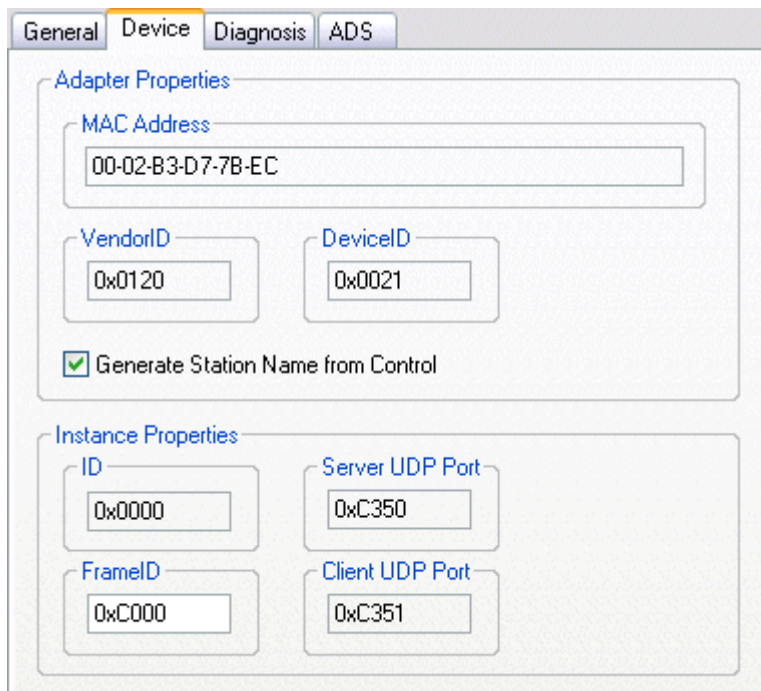 General Device Diagnosis ADS
Adapter Properties
MAC Address
00-02-B3-D7-7B-EC
VendorID DeviceID
0x0120 0x0021
Generate Station Name from Control
Instance Properties
ID Server UDP Port
0x0000 0xC350
FrameID Client UDP Port
0xC000 0xC351